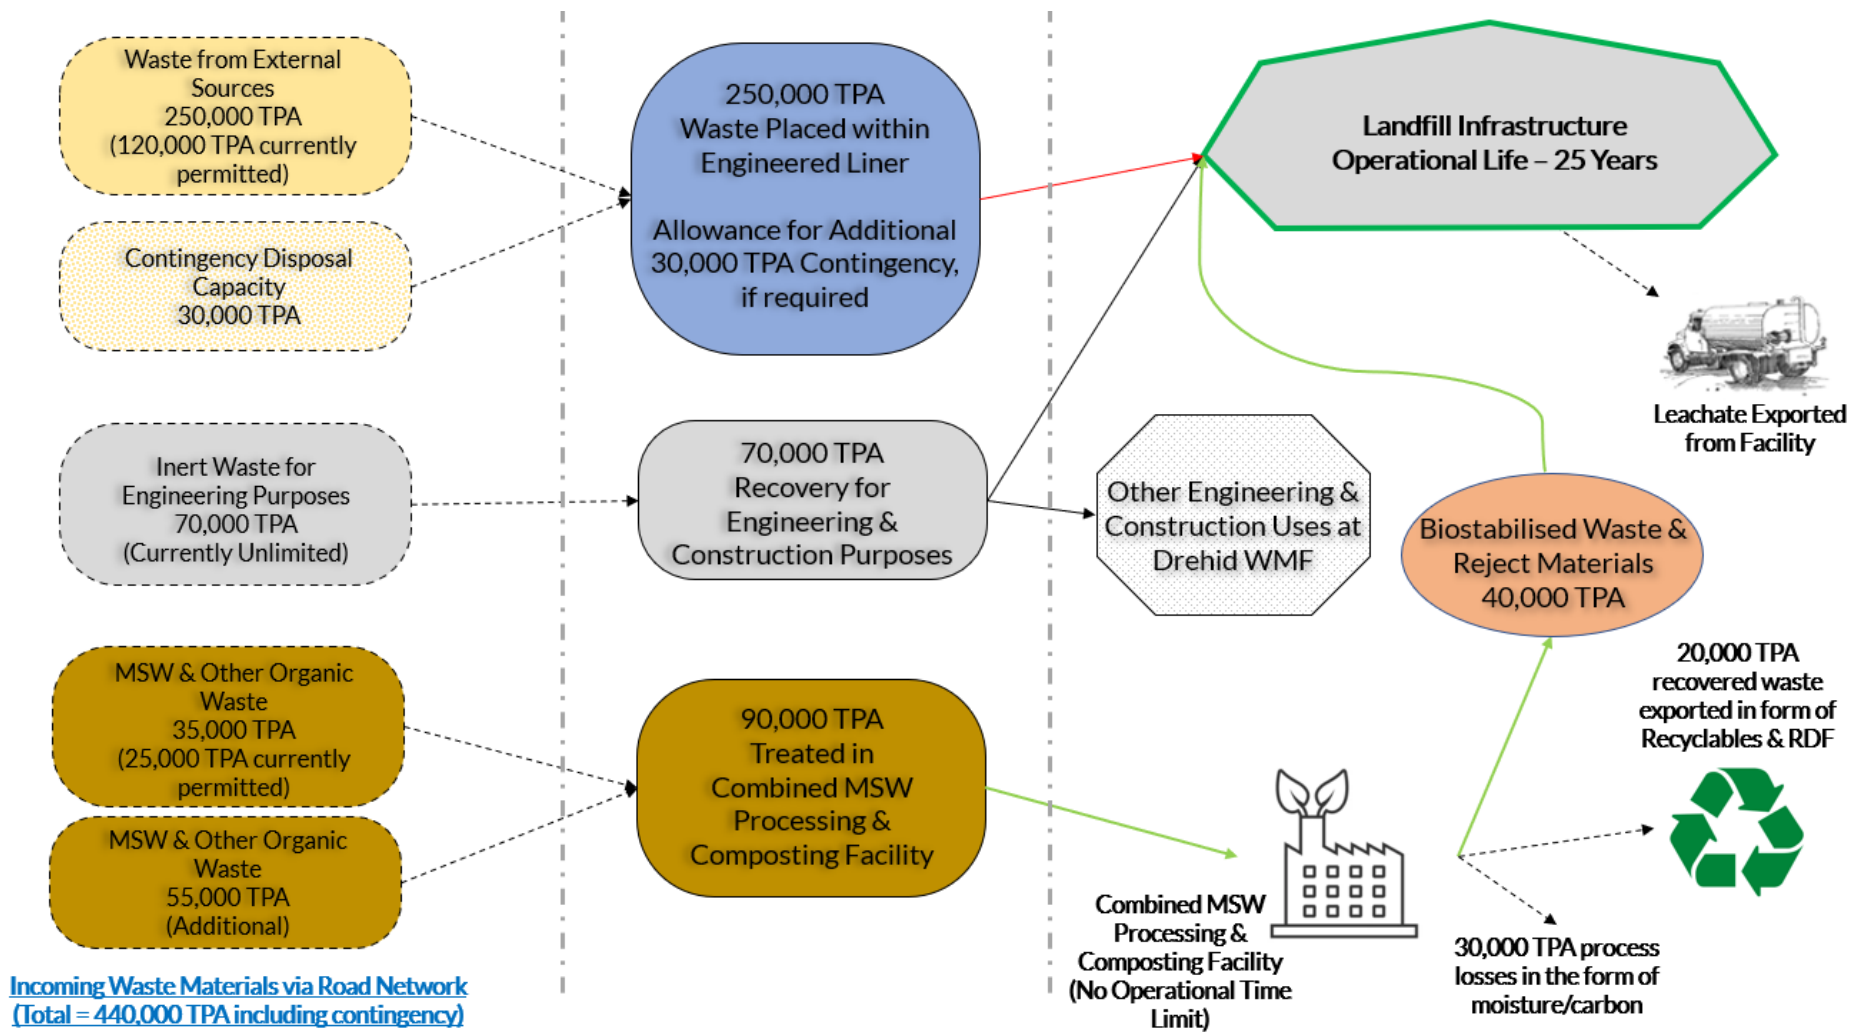 Waste from External
Sources
250,000 TPA
(120,000 TPA currently
permitted)
Contingency Disposal
Capacity
30,000 TPA
Inert Waste for
Engineering Purposes
70,000 TPA
(Currently Unlimited)
MSW & Other Organic
Waste
35,000 TPA
(25,000 TPA currently
permitted)
MSW & Other Organic
Waste
55,000 TPA
(Additional)
Incoming Waste Materials via Road Network
(Total = 440,000 TPA including contingency)
250,000 TPA
Waste Placed within
Engineered Liner
Allowance for Additional
30,000 TPA Contingency,
if required
70,000 TPA
Recovery for
Engineering &
Construction Purposes
90,000 TPA
Treated in
Combined MSW
Processing &
Composting Facility
Landfill Infrastructure
Operational Life – 25 Years
Leachate Exported
from Facility
Other Engineering &
Construction Uses at
Drehid WMF
Biostabilised Waste &
Reject Materials
40,000 TPA
20,000 TPA
recovered waste
exported in form of
Recyclables & RDF
Combined MSW
Processing &
Composting Facility
(No Operational Time
Limit)
30,000 TPA process
losses in the form of
moisture/carbon